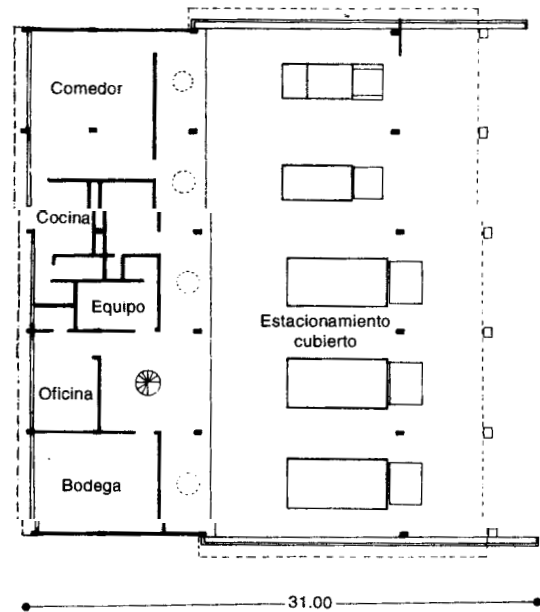 Comedor
Cocina
Equipo
Estacionamiento
cubierto
Oficina
Bodega
31.00